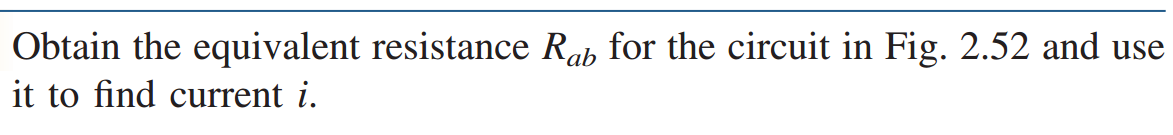 Obtain the equivalent resistance Rab for the circuit in Fig. 2.52 and use
it to find current i.